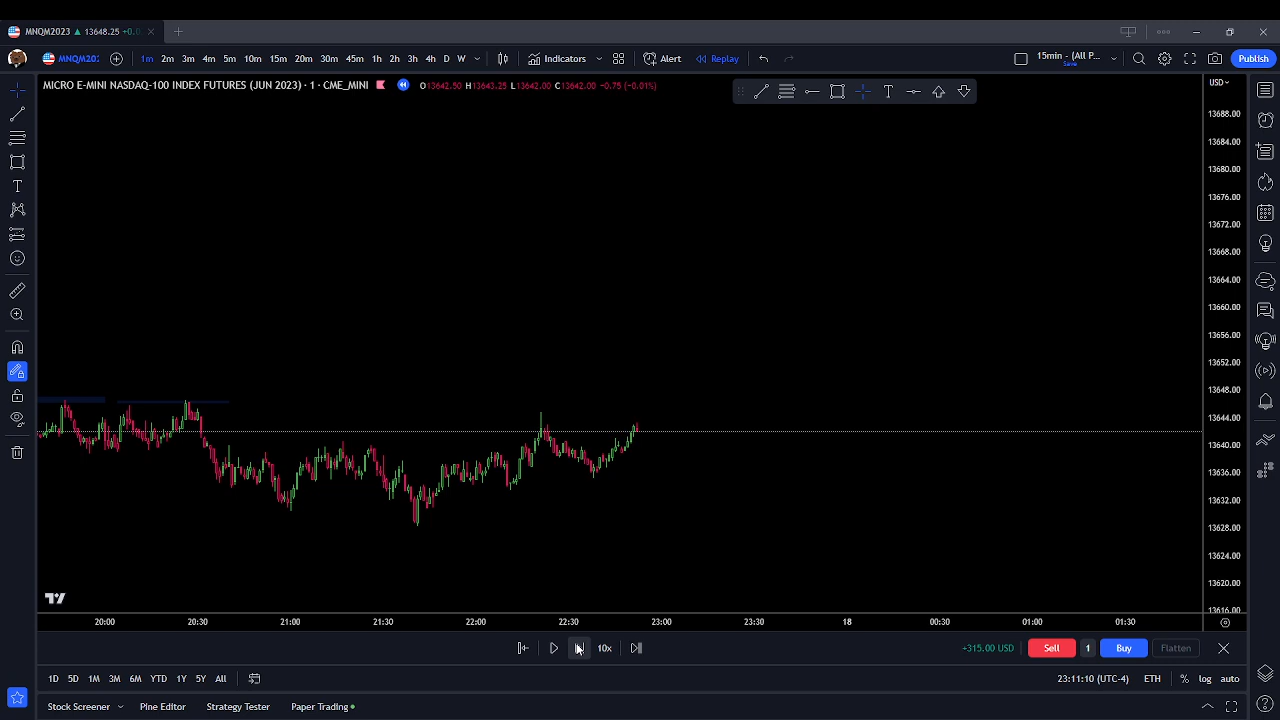 MNQM2023 ▲ 13648.25 +0.0
MNQM202: 1m 2m 3m 4m 5m 10m 15m 20m 30m 45m 1h 2h 3h 4h D W Indicators Alert Replay 15min - (All P... Save Publish
MICRO E-MINI NASDAQ-100 INDEX FUTURES (JUN 2023) · 1 · CME_MINI O13642.50 H13643.25 L13642.00 C13642.00 -0.75 (-0.01%)
USD
13688.00
13684.00
13680.00
13676.00
13672.00
13668.00
13664.00
13660.00
13656.00
13652.00
13648.00
13644.00
13640.00
13636.00
13632.00
13628.00
13624.00
13620.00
13616.00
20:00 20:30 21:00 21:30 22:00 22:30 23:00 23:30 18 00:30 01:00 01:30
10x +315.00 USD Sell 1 Buy Flatten
1D 5D 1M 3M 6M YTD 1Y 5Y All 23:11:10 (UTC-4) ETH % log auto
Stock Screener Pine Editor Strategy Tester Paper Trading